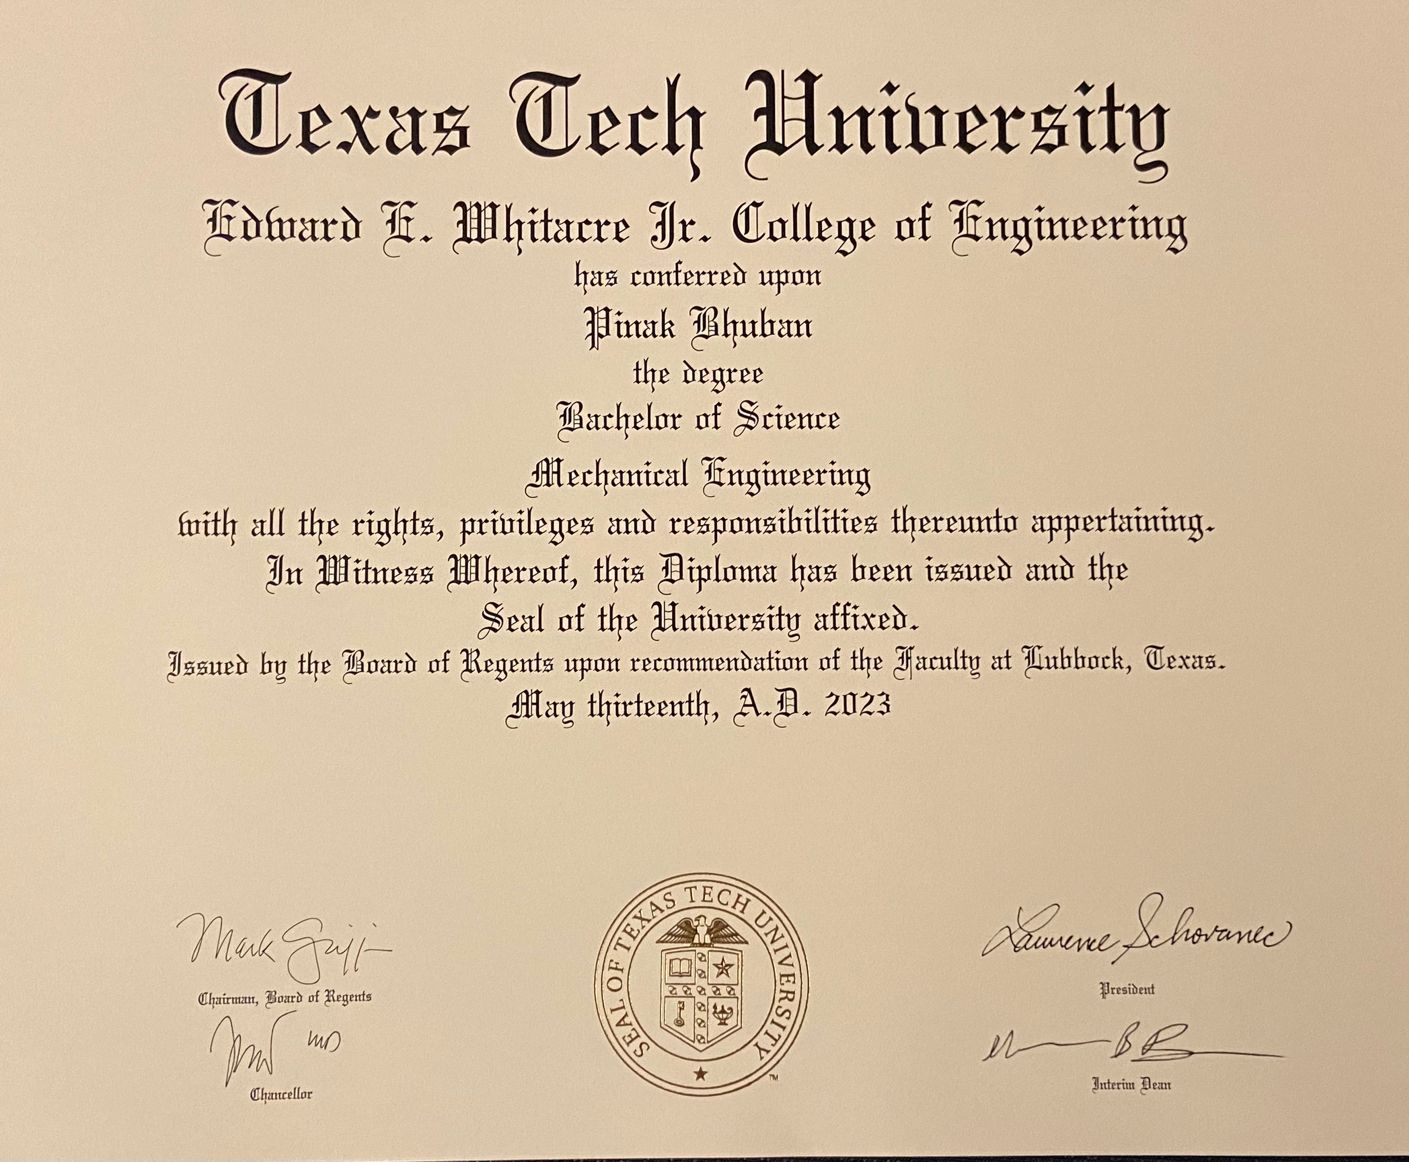 Texas Tech University
Edward E. Whitacre Jr. College of Engineering
has conferred upon
Pinak Bhuban
the degree
Bachelor of Science
Mechanical Engineering
with all the rights, privileges and responsibilities thereunto appertaining.
In Witness Whereof, this Diploma has been issued and the
Seal of the University affixed.
Issued by the Board of Regents upon recommendation of the Faculty at Lubbock, Texas.
May thirteenth, A.D. 2023
Mark Griffin
Chairman, Board of Regents
MD
Chancellor
SEAL OF TEXAS TECH UNIVERSITY
TM
Lawrence Schovanec
President
Interim Dean